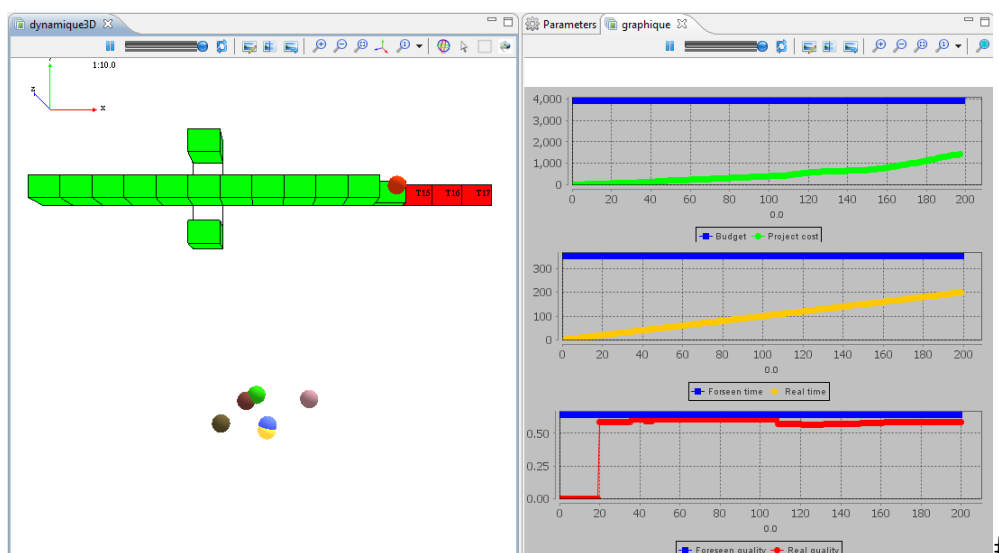 dynamique3D
Parameters
graphique
1:10.0
z
x
T15 T16 T17
4,000
3,000
2,000
1,000
0
0 20 40 60 80 100 120 140 160 180 200
0.0
Budget Project cost
300
200
100
0
0 20 40 60 80 100 120 140 160 180 200
0.0
Forseen time Real time
0.50
0.25
0.00
0 20 40 60 80 100 120 140 160 180 200
0.0
Foreseen quality Real quality